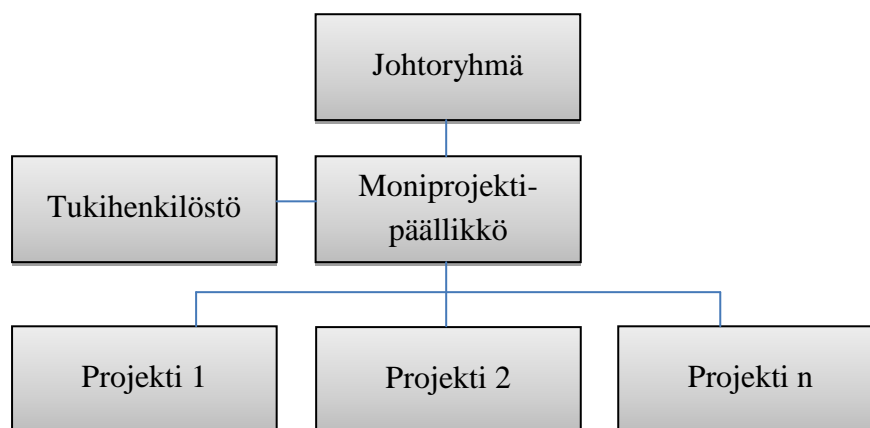 Johtoryhmä
Tukihenkilöstö
Moniprojekti-
päällikkö
Projekti 1
Projekti 2
Projekti n